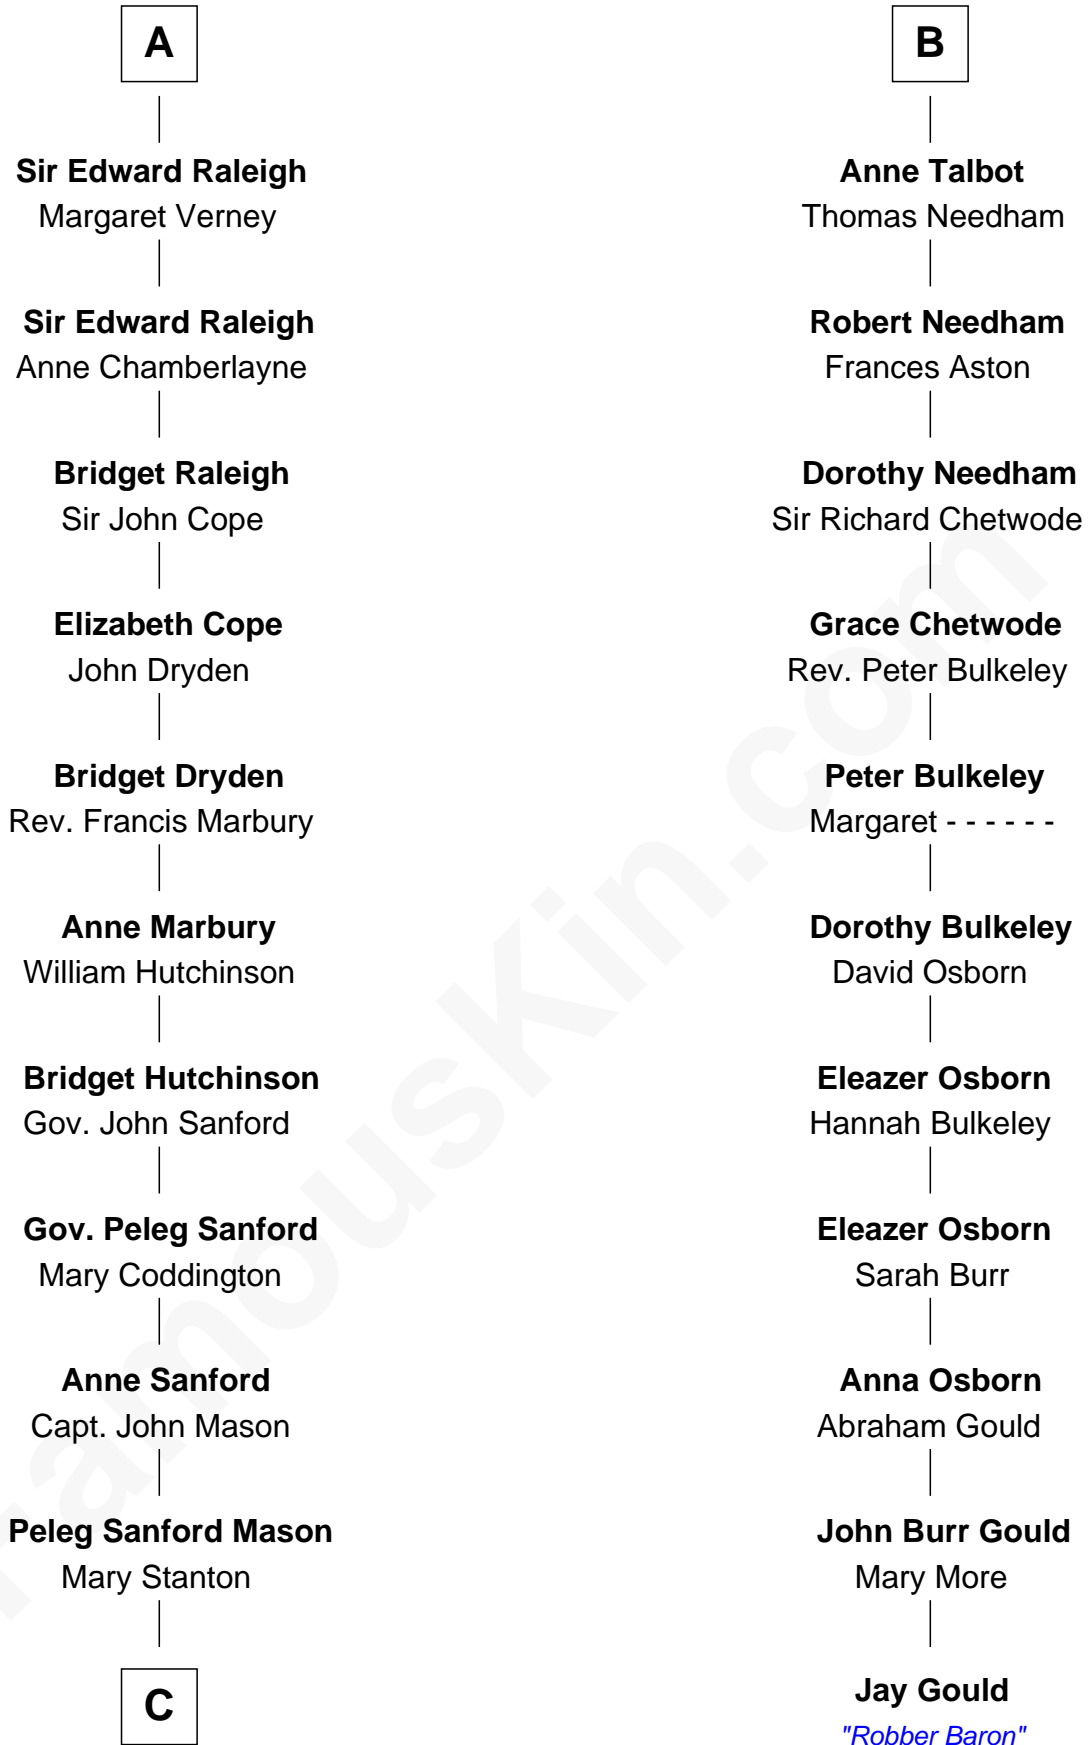 A
Sir Edward Raleigh
Margaret Verney
Sir Edward Raleigh
Anne Chamberlayne
Bridget Raleigh
Sir John Cope
Elizabeth Cope
John Dryden
Bridget Dryden
Rev. Francis Marbury
Anne Marbury
William Hutchinson
Bridget Hutchinson
Gov. John Sanford
Gov. Peleg Sanford
Mary Coddington
Anne Sanford
Capt. John Mason
Peleg Sanford Mason
Mary Stanton
C
B
Anne Talbot
Thomas Needham
Robert Needham
Frances Aston
Dorothy Needham
Sir Richard Chetwode
Grace Chetwode
Rev. Peter Bulkeley
Peter Bulkeley
Margaret - - - - - -
Dorothy Bulkeley
David Osborn
Eleazer Osborn
Hannah Bulkeley
Eleazer Osborn
Sarah Burr
Anna Osborn
Abraham Gould
John Burr Gould
Mary More
Jay Gould
"Robber Baron"
FamousKin.com